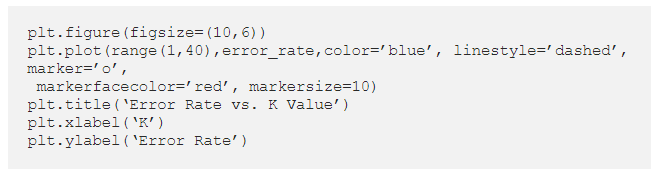 plt.figure(figsize=(10,6))
plt.plot(range(1,40),error_rate,color=’blue’, linestyle=’dashed’,
marker=’o’,
 markerfacecolor=’red’, markersize=10)
plt.title(‘Error Rate vs. K Value’)
plt.xlabel(‘K’)
plt.ylabel(‘Error Rate’)